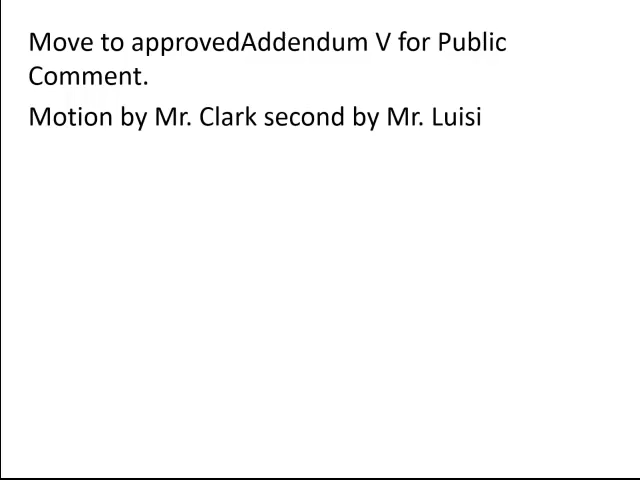 Move to approvedAddendum V for Public
Comment.
Motion by Mr. Clark second by Mr. Luisi